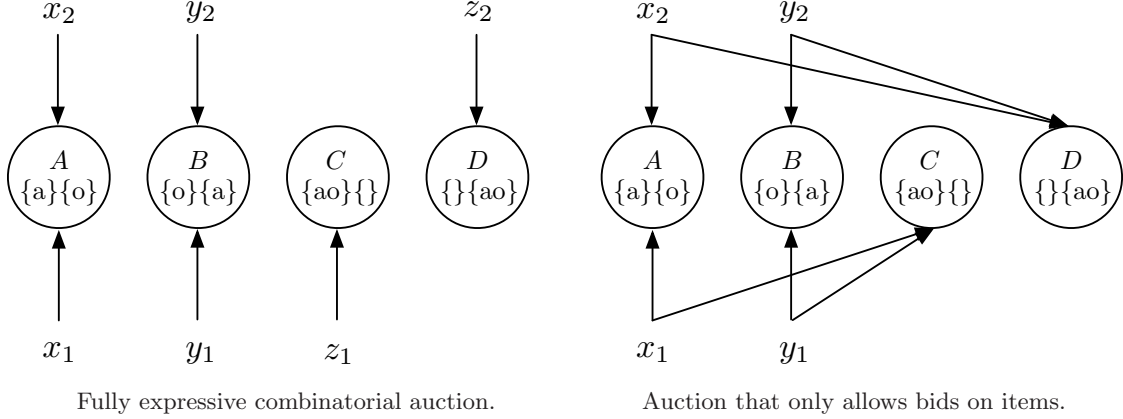 x₂ y₂ z₂ x₂ y₂
A B C D A B C D
{a}{o} {o}{a} {ao}{} {}{ao} {a}{o} {o}{a} {ao}{} {}{ao}
x₁ y₁ z₁ x₁ y₁
Fully expressive combinatorial auction. Auction that only allows bids on items.